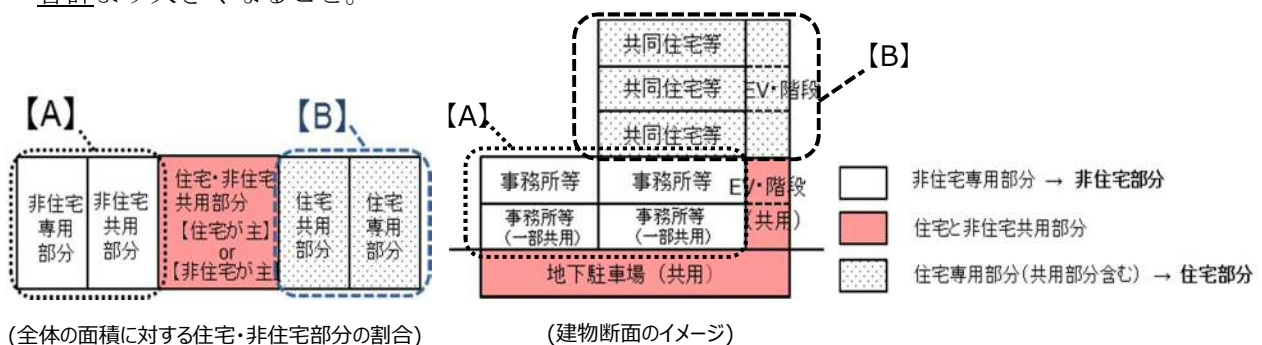 合計より大きくなること。
【A】
【B】
非住宅
専用
部分
非住宅
共用
部分
住宅・非住宅
共用部分
【住宅が主】
or
【非住宅が主】
住宅
共用
部分
住宅
専用
部分
(全体の面積に対する住宅・非住宅部分の割合)
【B】
【A】
共同住宅等
共同住宅等
EV・階段
共同住宅等
事務所等
事務所等
EV・階段
事務所等
(一部共用)
事務所等
(一部共用)
(共用)
地下駐車場（共用）
(建物断面のイメージ)
非住宅専用部分 → 非住宅部分
住宅と非住宅共用部分
住宅専用部分(共用部分含む) → 住宅部分